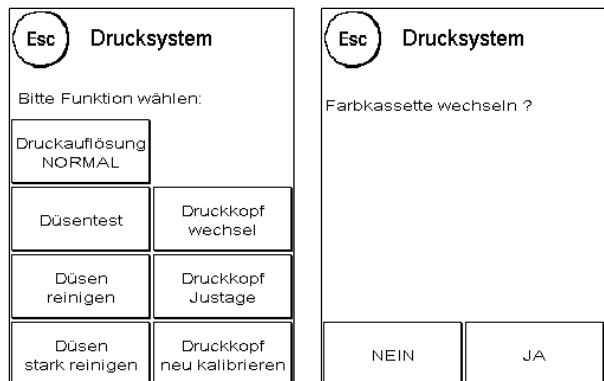 Esc Drucksystem
Bitte Funktion wählen:
Druckauflösung
NORMAL
Düsentest
Druckkopf
wechsel
Düsen
reinigen
Druckkopf
Justage
Düsen
stark reinigen
Druckkopf
neu kalibrieren
Esc Drucksystem
Farbkassette wechseln ?
NEIN
JA